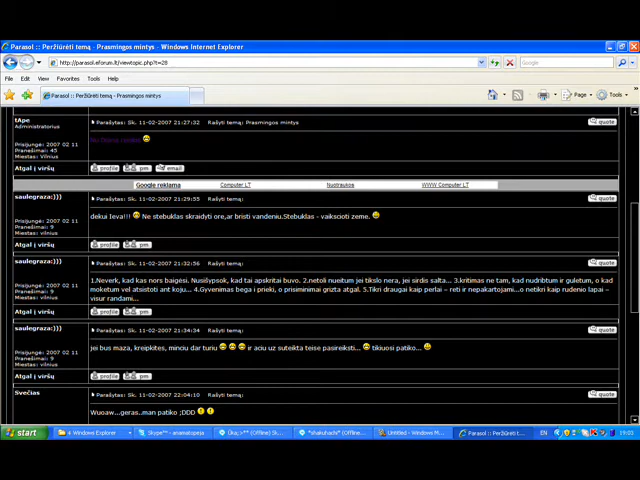 Parasol :: Peržiūrėti temą - Prasmingos mintys - Windows Internet Explorer
http://parasol.eforum.lt/viewtopic.php?t=28
Google
File Edit View Favorites Tools Help
Parasol :: Peržiūrėti temą - Prasmingos mintys
Page Tools
tApe
Administratorius
Prisijungė: 2007 02 11
Pranešimai: 45
Miestas: Vilnius
Parašytas: Sk. 11-02-2007 21:27:32 Rašyti temą: Prasmingos mintys
quote
Atgal į viršų
profile pm email
Google reklama Computer LT Nuotraukos WWW Computer LT
saulegraza:)))
Prisijungė: 2007 02 11
Pranešimai: 9
Miestas: vilnius
Parašytas: Sk. 11-02-2007 21:29:55 Rašyti temą:
quote
dekui Ieva!!! Ne stebuklas skraidyti ore,ar bristi vandeniu.Stebuklas - vaikscioti zeme.
Atgal į viršų
profile pm
saulegraza:)))
Prisijungė: 2007 02 11
Pranešimai: 9
Miestas: vilnius
Parašytas: Sk. 11-02-2007 21:32:56 Rašyti temą:
quote
1.Neverk, kad kas nors baigėsi. Nusišypsok, kad tai apskritai buvo. 2.netoli nueitum jei tikslo nera, jei sirdis salta... 3.kritimas ne tam, kad nudribtum ir guletum, o kad
moketum vel atsistoti ant koju... 4.Gyvenimas bega i prieki, o prisiminimai grizta atgal. 5.Tikri draugai kaip perlai – reti ir nepakartojami...o netikri kaip rudenio lapai –
visur randami...
Atgal į viršų
profile pm
saulegraza:)))
Prisijungė: 2007 02 11
Pranešimai: 9
Miestas: vilnius
Parašytas: Sk. 11-02-2007 21:34:34 Rašyti temą:
quote
jei bus maza, kreipkites, minciu dar turiu ir aciu uz suteikta teise pasireiksti... tikiuosi patiko...
Atgal į viršų
profile pm
Svečias
Parašytas: Sk. 11-02-2007 22:04:10 Rašyti temą:
quote
Wuoaw...geras..man patiko ;DDD
start
4 Windows Explorer
(Offline) Sk...
*shakuhachi* (Offline...
Untitled - Windows M...
Parasol :: Peržiūrėti t...
EN
19:03